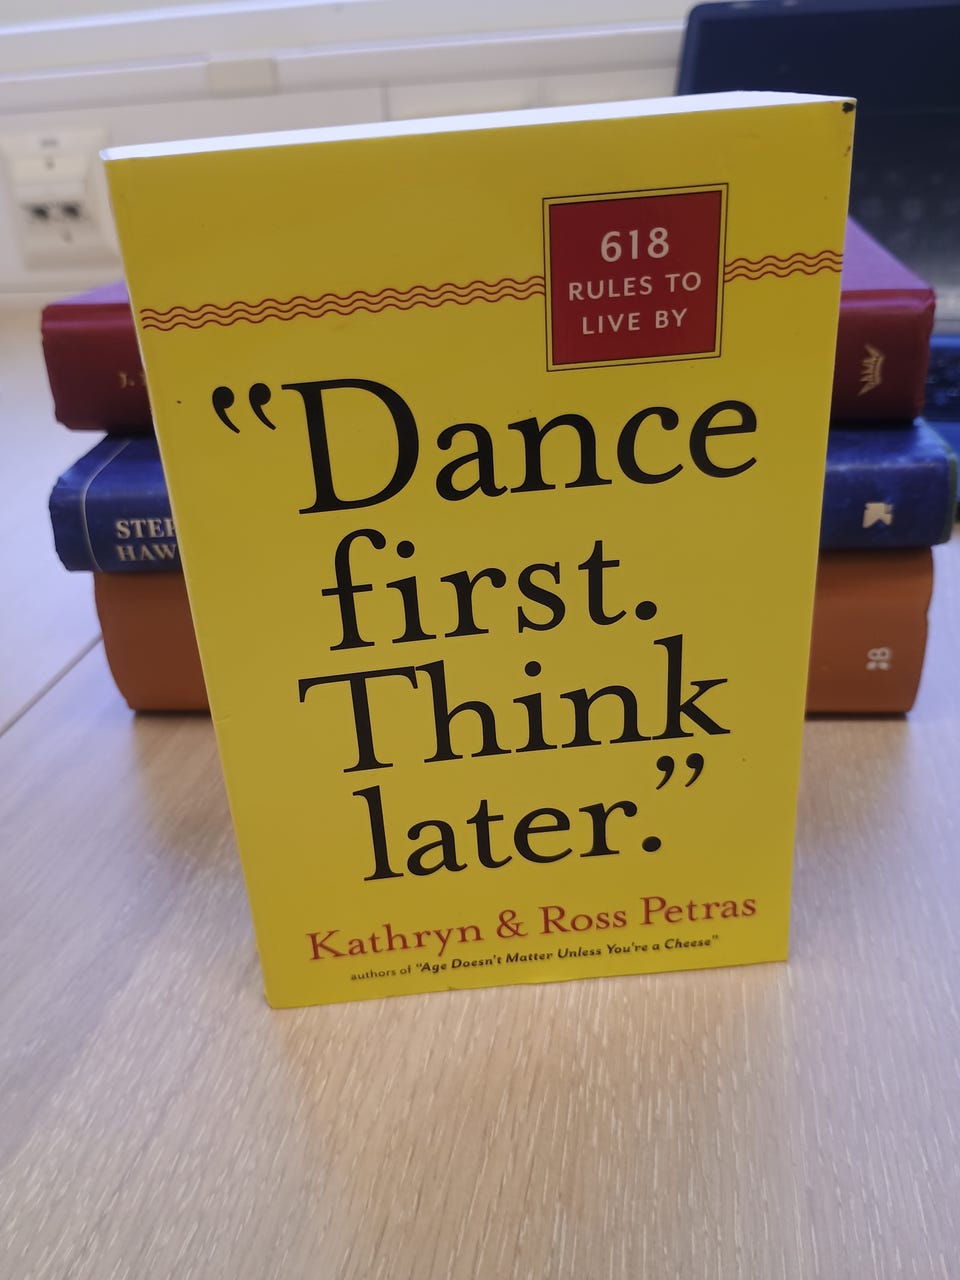 618
RULES TO
LIVE BY
“Dance
first.
Think
later.”
Kathryn & Ross Petras
authors of "Age Doesn't Matter Unless You're a Cheese"